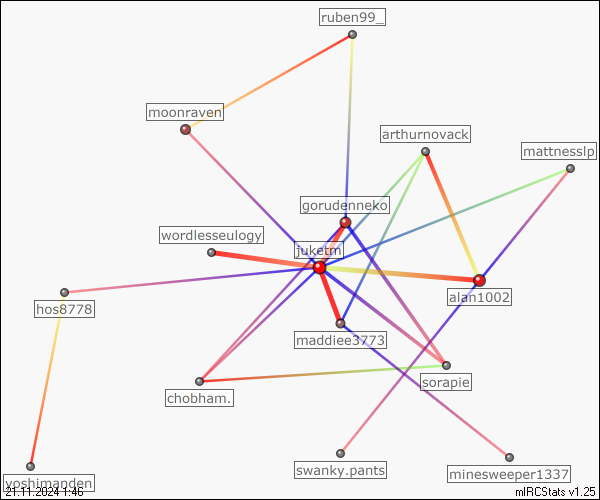 ruben99_
moonraven
arthurnovack
mattnesslp
gorudenneko
wordlesseulogy
juketm
alan1002
hos8778
maddiee3773
sorapie
chobham.
swanky.pants
minesweeper1337
yoshimanden
21.11.2024 1:46
mIRCStats v1.25